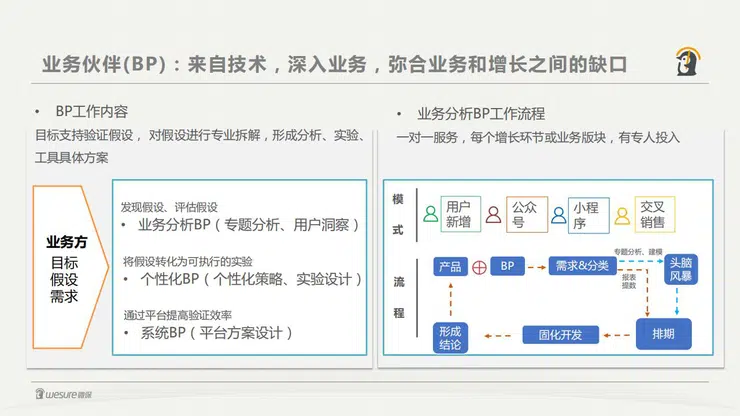 业务伙伴(BP)：来自技术，深入业务，弥合业务和增长之间的缺口
• BP工作内容
目标支持验证假设， 对假设进行专业拆解，形成分析、实验、
工具具体方案
业务方
目标
假设
需求
发现假设、评估假设
• 业务分析BP（专题分析、用户洞察）
将假设转化为可执行的实验
• 个性化BP（个性化策略、实验设计）
通过平台提高验证效率
• 系统BP（平台方案设计）
• 业务分析BP工作流程
一对一服务，每个增长环节或业务版块，有专人投入
模
式
用户
新增
公众
号
小程
序
交叉
销售
流
程
产品
BP
需求&分类
专题分析、建模
头脑
风暴
报表
提数
形成
结论
固化开发
排期
wesure微保